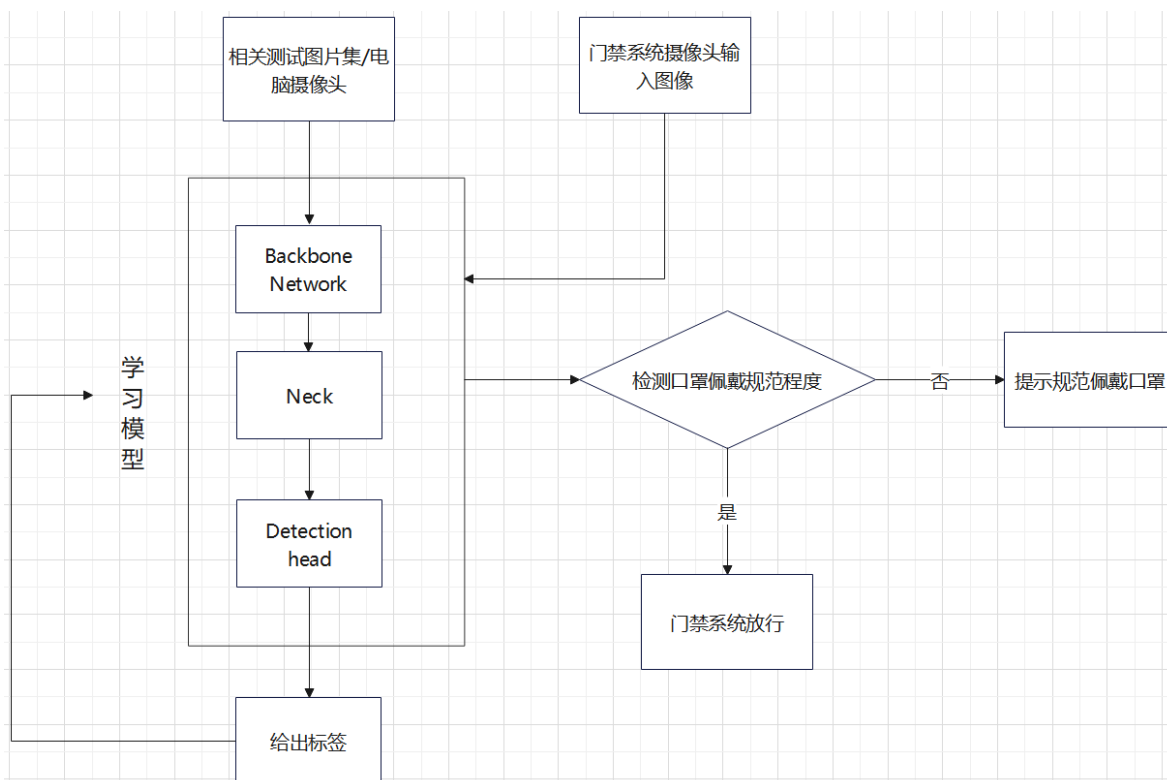 相关测试图片集/电
脑摄像头
门禁系统摄像头输
入图像
Backbone
Network
Neck
Detection
head
学
习
模
型
检测口罩佩戴规范程度
否
提示规范佩戴口罩
是
门禁系统放行
给出标签